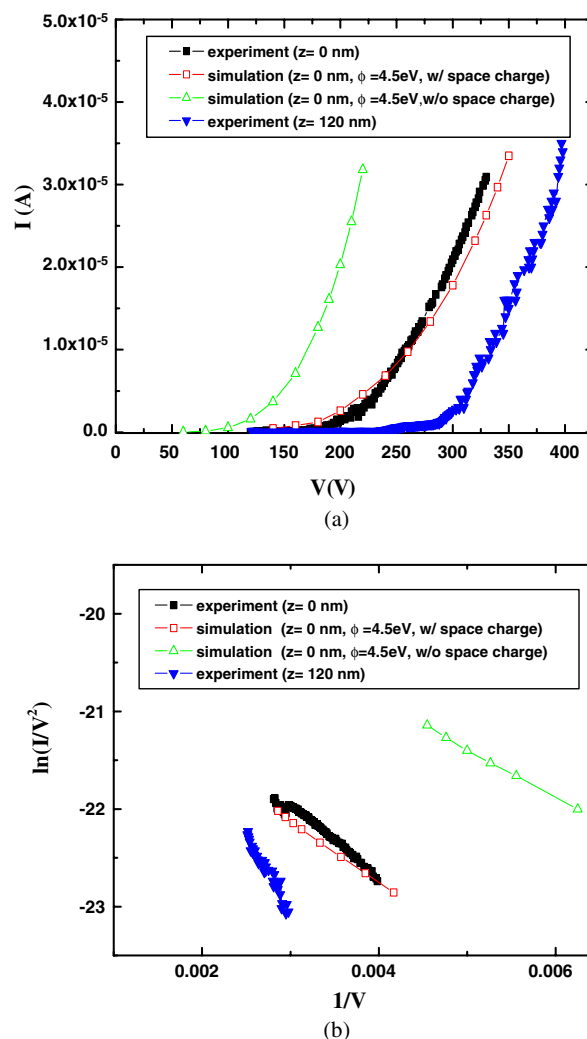 5.0x10⁻⁵
4.0x10⁻⁵
3.0x10⁻⁵
2.0x10⁻⁵
1.0x10⁻⁵
0.0
I (A)
experiment (z= 0 nm)
simulation (z= 0 nm, ϕ =4.5eV, w/ space charge)
simulation (z= 0 nm, ϕ =4.5eV,w/o space charge)
experiment (z= 120 nm)
0 50 100 150 200 250 300 350 400
V(V)
(a)
-20
-21
-22
-23
ln(I/V²)
experiment (z= 0 nm)
simulation (z= 0 nm, ϕ=4.5eV, w/ space charge)
simulation (z= 0 nm, ϕ=4.5eV, w/o space charge)
experiment (z= 120 nm)
0.002 0.004 0.006
1/V
(b)